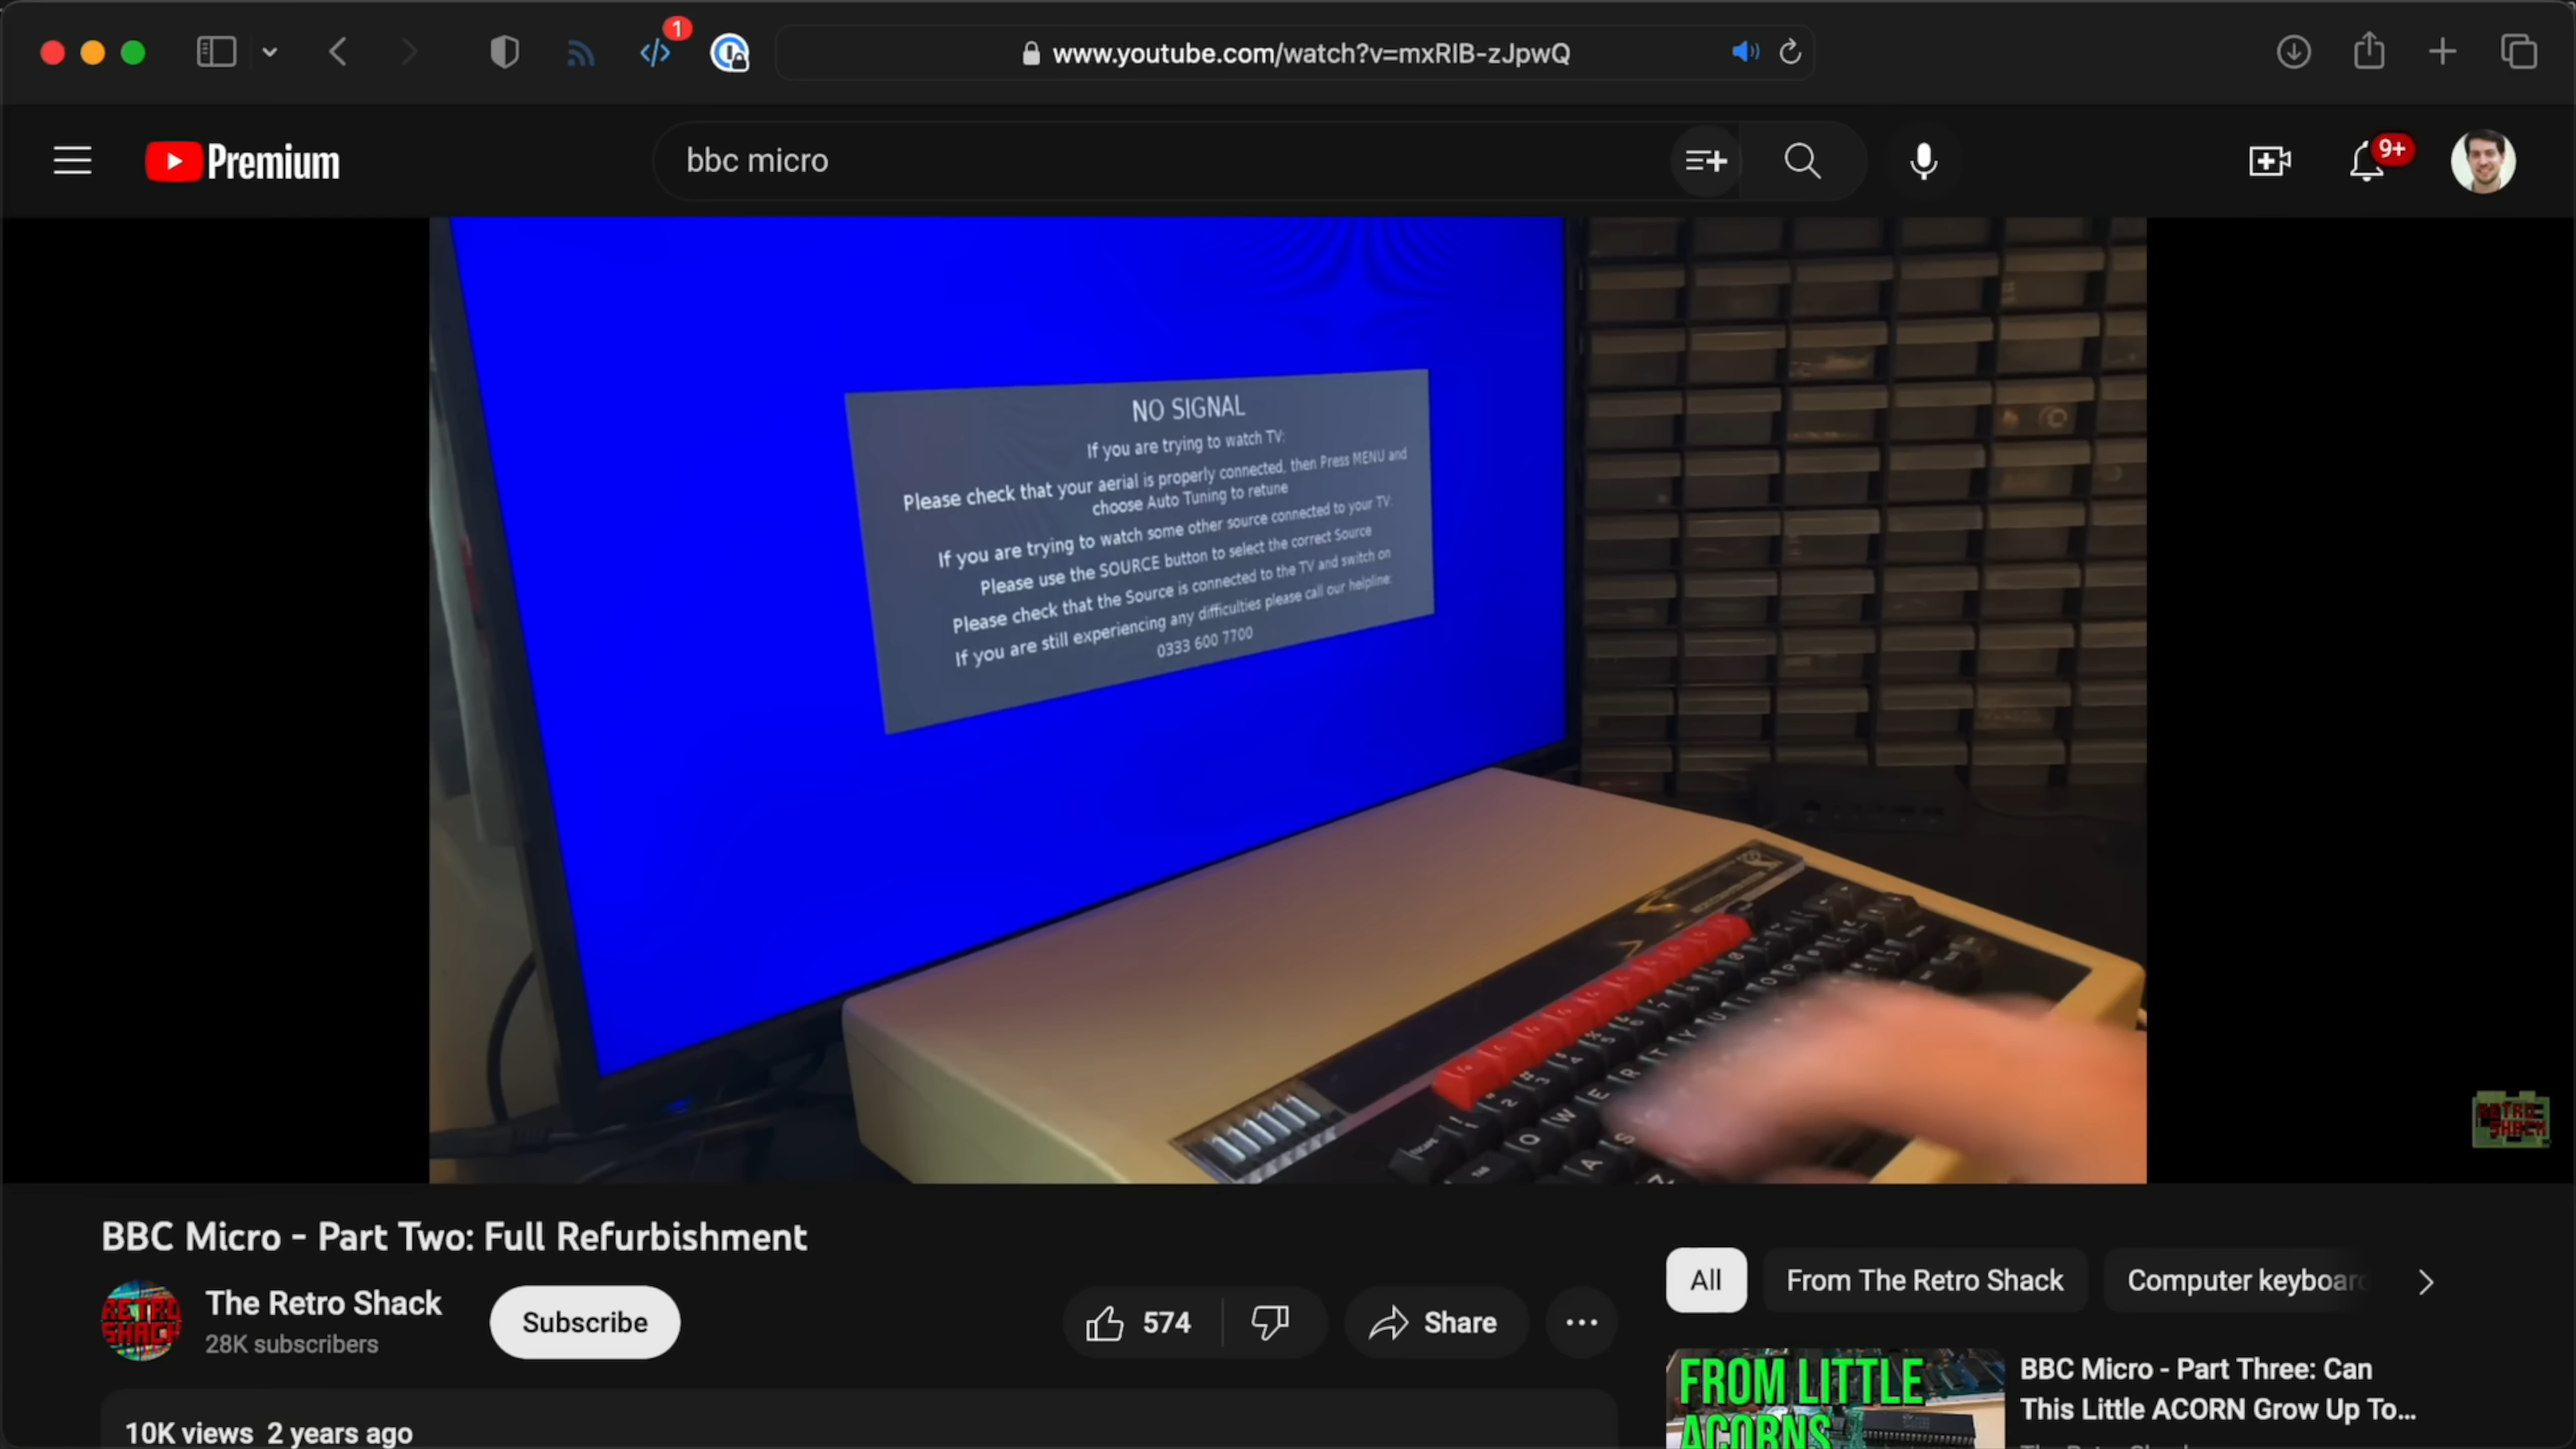 1
www.youtube.com/watch?v=mxRIB-zJpwQ
Premium
bbc micro
9+
NO SIGNAL
If you are trying to watch TV:
Please check that your aerial is properly connected, then Press MENU and
choose Auto Tuning to retune
If you are trying to watch some other source connected to your TV:
Please use the SOURCE button to select the correct Source
Please check that the Source is connected to the TV and switch on
If you are still experiencing any difficulties please call our helpline:
0333 600 7700
RETRO
SHACK
BBC Micro - Part Two: Full Refurbishment
RETRO
SHACK
The Retro Shack
28K subscribers
Subscribe
574
Share
All
From The Retro Shack
Computer keyboard
10K views 2 years ago
FROM LITTLE
ACORNS
BBC Micro - Part Three: Can
This Little ACORN Grow Up To...